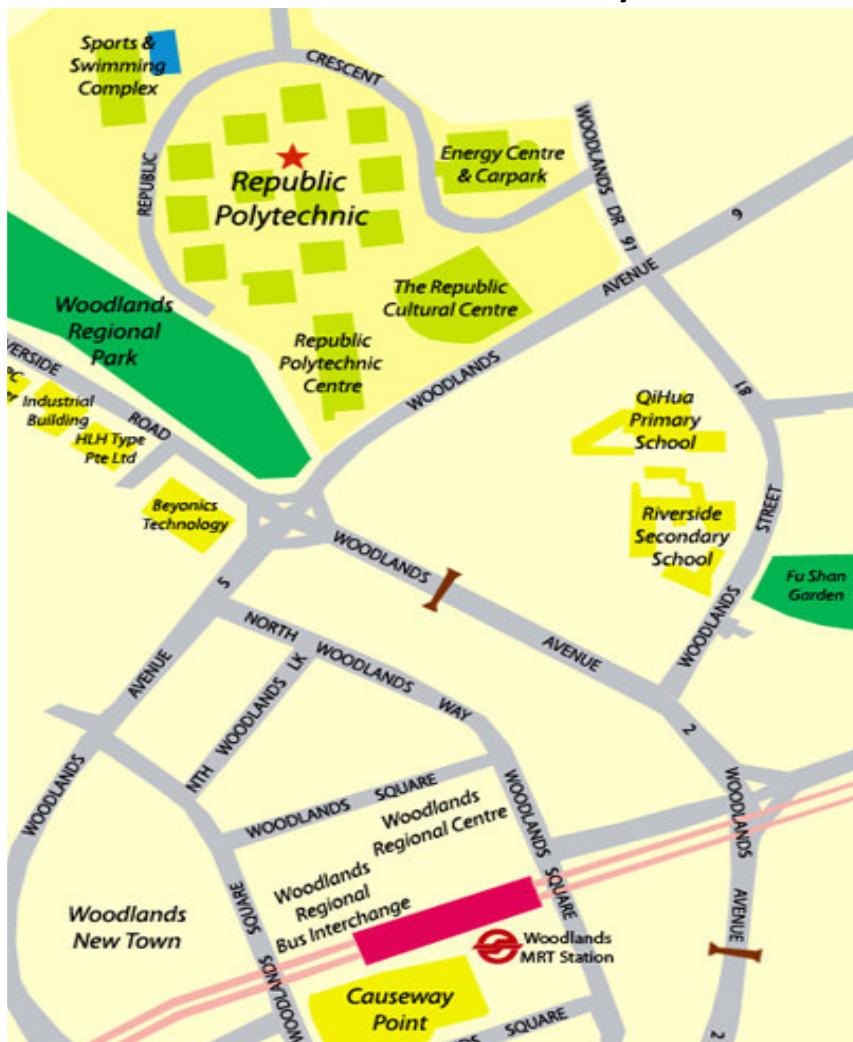 Sports &
Swimming
Complex
CRESCENT
REPUBLIC
Republic
Polytechnic
Energy Centre
& Carpark
WOODLANDS DR 91
9
AVENUE
WOODLANDS
The Republic
Cultural Centre
Republic
Polytechnic
Centre
Woodlands
Regional
Park
VERSIDE
ROAD
PC
Industrial
Building
HLH Type
Pte Ltd
Beyonics
Technology
QiHua
Primary
School
81
STREET
WOODLANDS
Riverside
Secondary
School
Fu Shan
Garden
WOODLANDS
AVENUE
2
WOODLANDS
AVENUE
2
5
AVENUE
WOODLANDS
NORTH
WOODLANDS
WAY
NTH WOODLANDS LK
WOODLANDS SQUARE
Woodlands
Regional Centre
WOODLANDS SQUARE
Woodlands
Regional
Bus Interchange
SQUARE
WOODLANDS
Woodlands
New Town
Woodlands
MRT Station
Causeway
Point
SQUARE